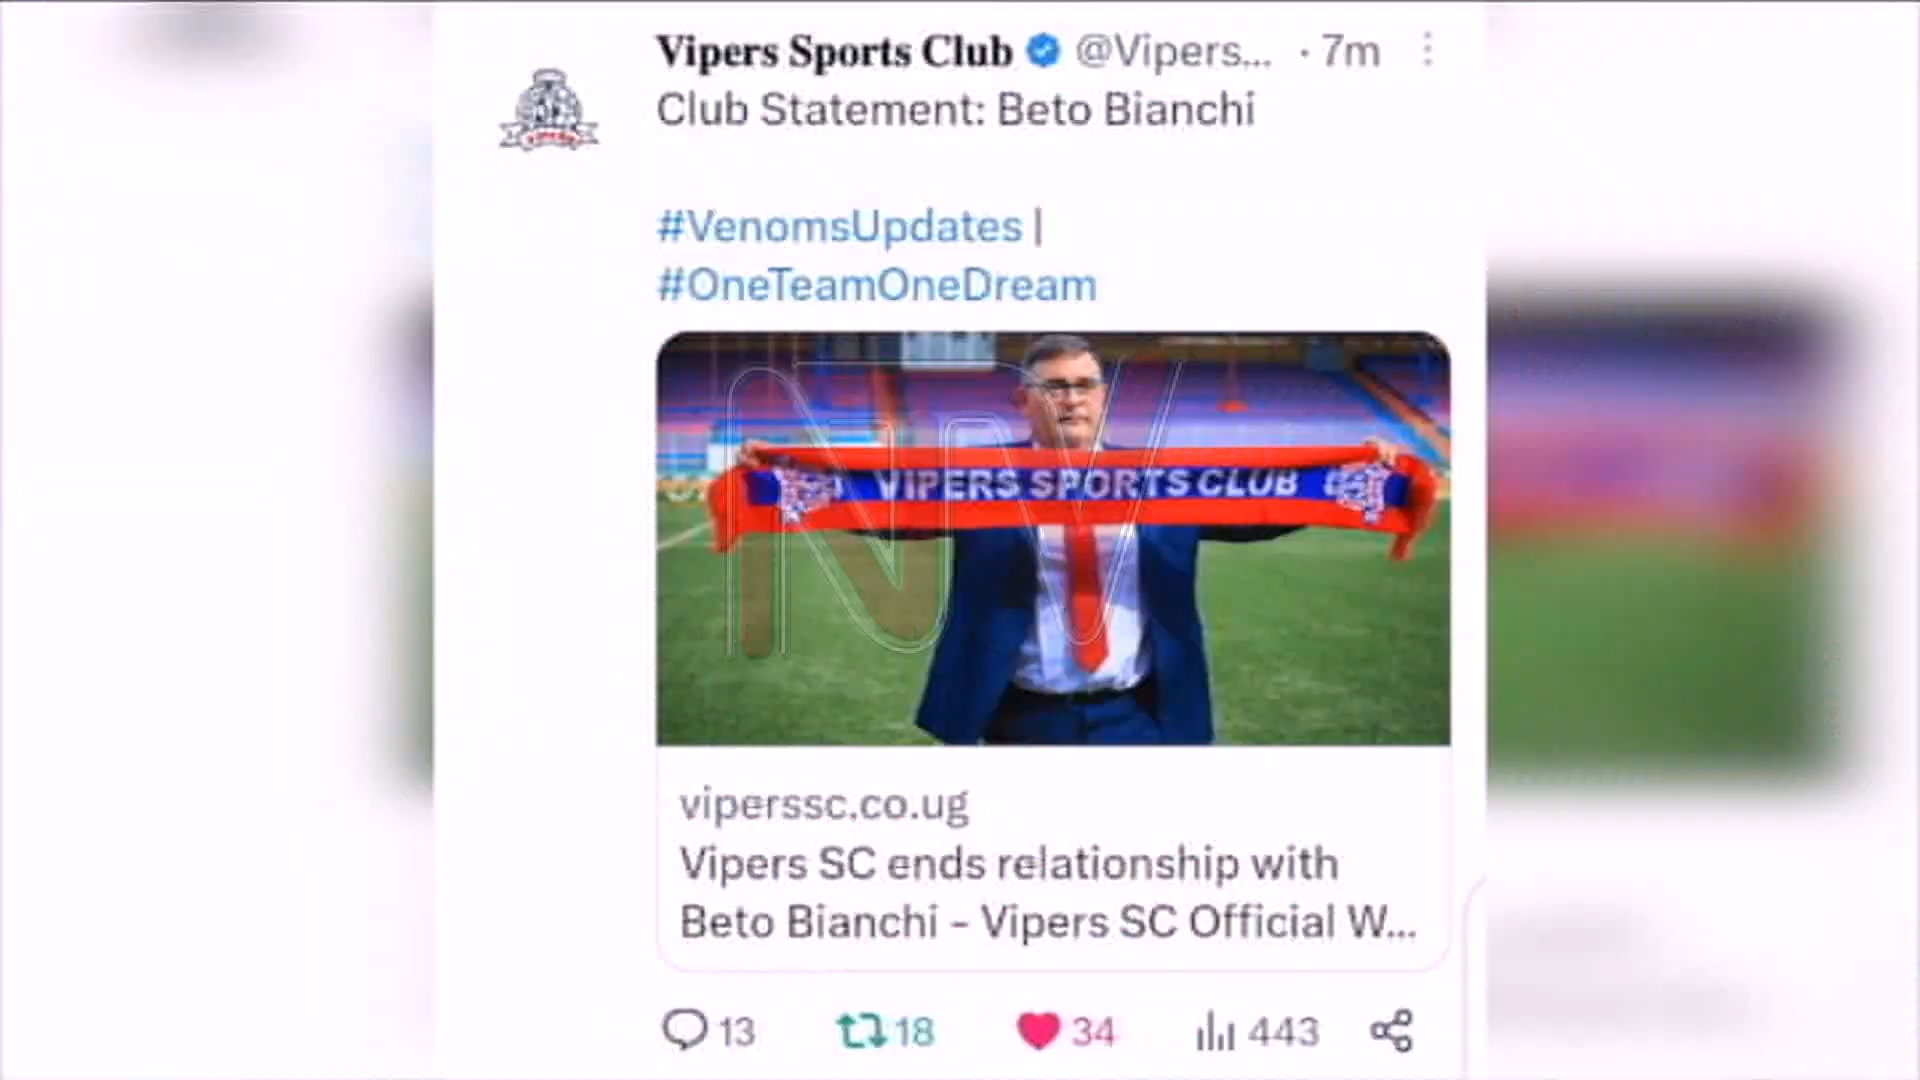 Vipers Sports Club @Vipers... · 7m
Club Statement: Beto Bianchi
#VenomsUpdates |
#OneTeamOneDream
VIPERS SPORTS CLUB
NV
viperssc.co.ug
Vipers SC ends relationship with
Beto Bianchi – Vipers SC Official W...
13 18 34 443